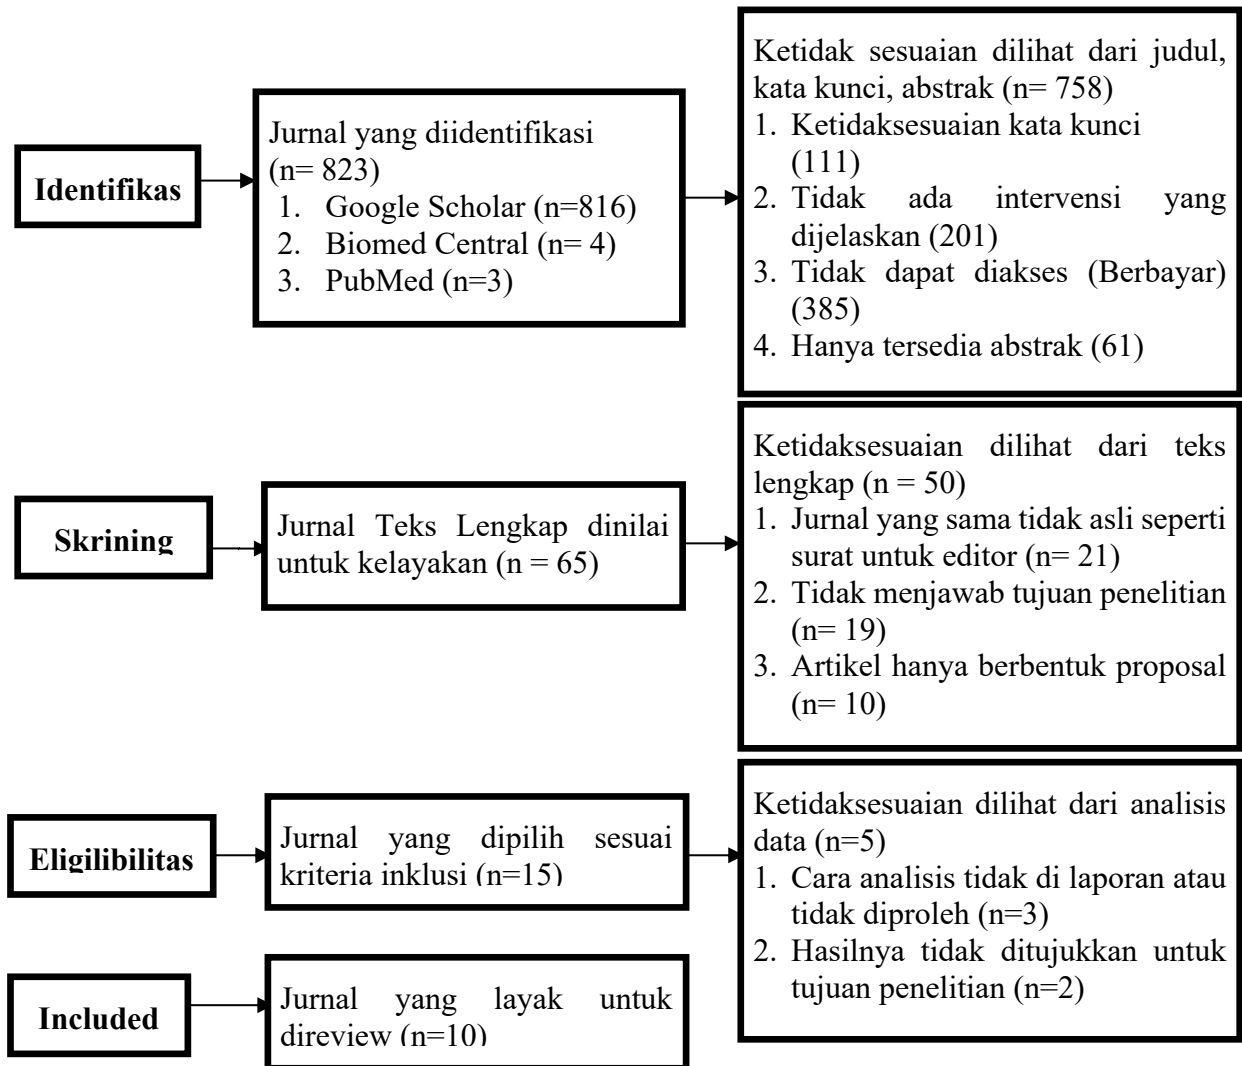 Identifikas
Jurnal yang diidentifikasi
(n= 823)
1. Google Scholar (n=816)
2. Biomed Central (n= 4)
3. PubMed (n=3)
Ketidak sesuaian dilihat dari judul,
kata kunci, abstrak (n= 758)
1. Ketidaksesuaian kata kunci
(111)
2. Tidak ada intervensi yang
dijelaskan (201)
3. Tidak dapat diakses (Berbayar)
(385)
4. Hanya tersedia abstrak (61)
Skrining
Jurnal Teks Lengkap dinilai
untuk kelayakan (n = 65)
Ketidaksesuaian dilihat dari teks
lengkap (n = 50)
1. Jurnal yang sama tidak asli seperti
surat untuk editor (n= 21)
2. Tidak menjawab tujuan penelitian
(n= 19)
3. Artikel hanya berbentuk proposal
(n= 10)
Eligilibilitas
Jurnal yang dipilih sesuai
kriteria inklusi (n=15)
Ketidaksesuaian dilihat dari analisis
data (n=5)
1. Cara analisis tidak di laporan atau
tidak diproleh (n=3)
2. Hasilnya tidak ditujukkan untuk
tujuan penelitian (n=2)
Included
Jurnal yang layak untuk
direview (n=10)